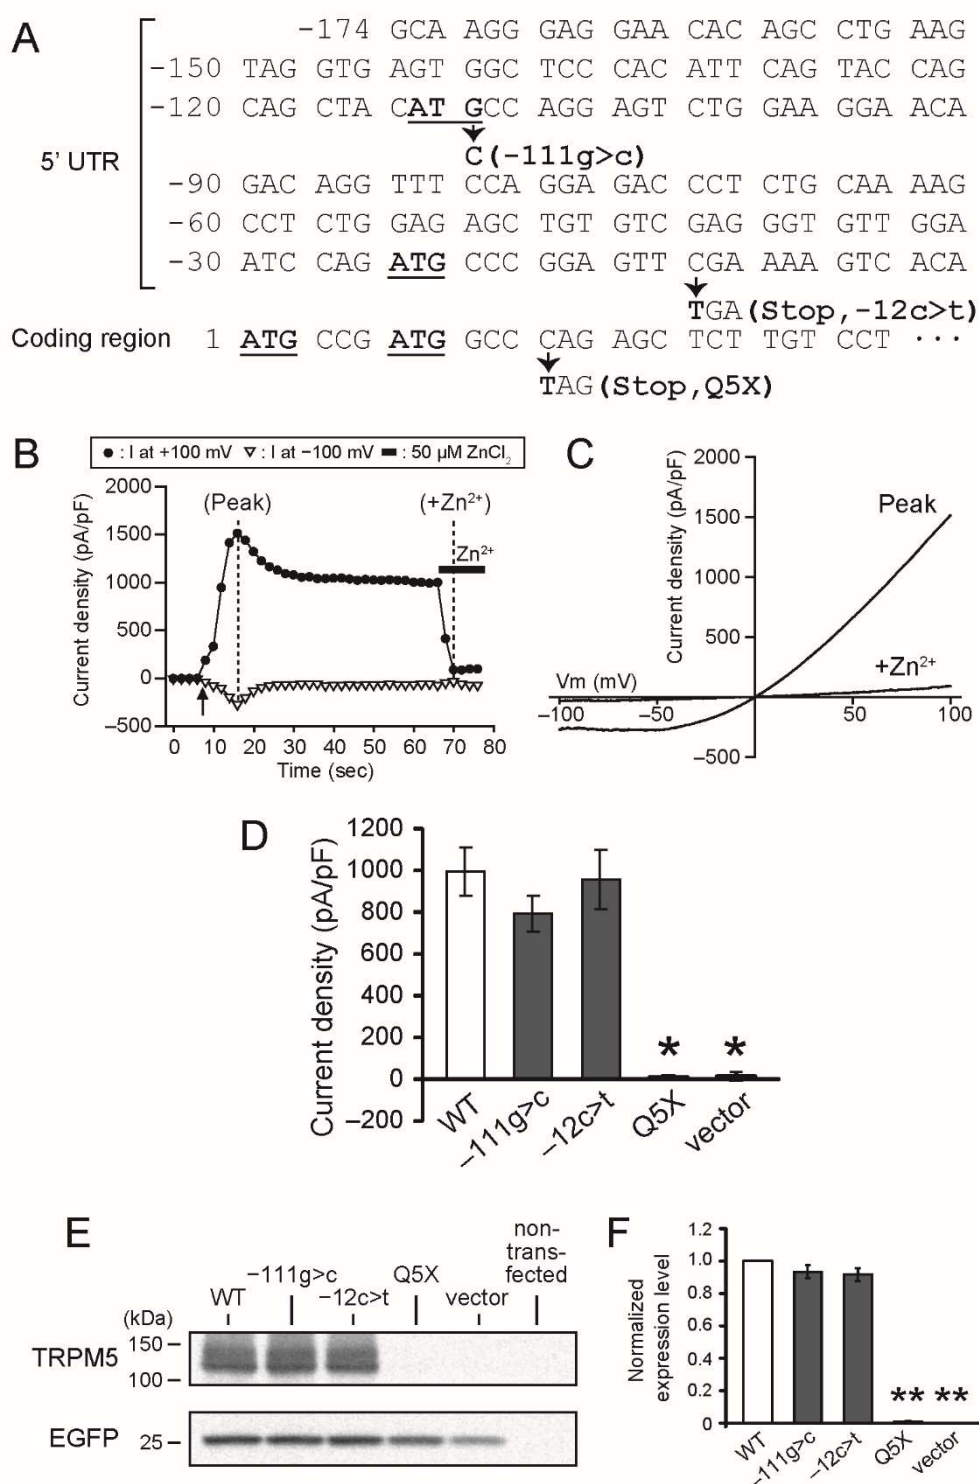 A
-174 GCA AGG GAG GAA CAC AGC CTG AAG
-150 TAG GTG AGT GGC TCC CAC ATT CAG TAC CAG
-120 CAG CTA CAT GCC AGG AGT CTG GAA GGA ACA
C(-111g>c)
5' UTR
-90 GAC AGG TTT CCA GGA GAC CCT CTG CAA AAG
-60 CCT CTG GAG AGC TGT GTC GAG GGT GTT GGA
-30 ATC CAG ATG CCC GGA GTT CGA AAA GTC ACA
TGA(Stop,-12c>t)
Coding region 1 ATG CCG ATG GCC CAG AGC TCT TGT CCT ···
TAG(Stop,Q5X)
B
● : I at +100 mV ▽ : I at −100 mV ▬ : 50 μM ZnCl2
Current density (pA/pF)
2000
1500
1000
500
0
−500
(Peak)
(+Zn2+)
Zn2+
0 10 20 30 40 50 60 70 80
Time (sec)
C
Current density (pA/pF)
2000
1500
1000
500
−500
Peak
+Zn2+
Vm (mV)
−100 −50 50 100
D
Current density (pA/pF)
1200
1000
800
600
400
200
0
−200
* *
WT −111g>c −12c>t Q5X vector
E
WT −111g>c −12c>t Q5X vector non-trans-fected
(kDa)
TRPM5
150
100
EGFP 25
F
Normalized expression level
1.2
1.0
0.8
0.6
0.4
0.2
0
** **
WT −111g>c −12c>t Q5X vector